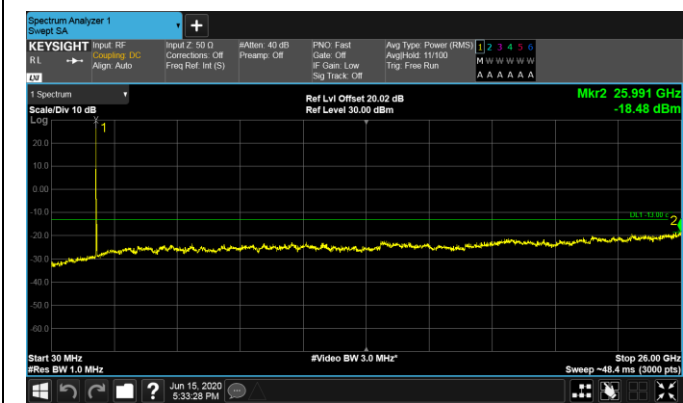 Spectrum Analyzer 1
Swept SA
+
KEYSIGHT Input: RF Input Z: 50 Ω #Atten: 40 dB PNO: Fast Avg Type: Power (RMS) 1 2 3 4 5 6
RL Coupling: DC Corrections: Off Preamp: Off Gate: Off Avg|Hold: 11/100 M W W W W W
Align: Auto Freq Ref: Int (S) IF Gain: Low Trig: Free Run
LXI Sig Track: Off A A A A A A
1 Spectrum Ref Lvl Offset 20.02 dB Mkr2 25.991 GHz
Scale/Div 10 dB Ref Level 30.00 dBm -18.48 dBm
Log
1
20.0
10.0
0.00
-10.0
DL1 -13.00
2
-20.0
-30.0
-40.0
-50.0
-60.0
Start 30 MHz #Video BW 3.0 MHz* Stop 26.00 GHz
#Res BW 1.0 MHz Sweep ~48.4 ms (3000 pts)
? Jun 15, 2020
5:33:28 PM